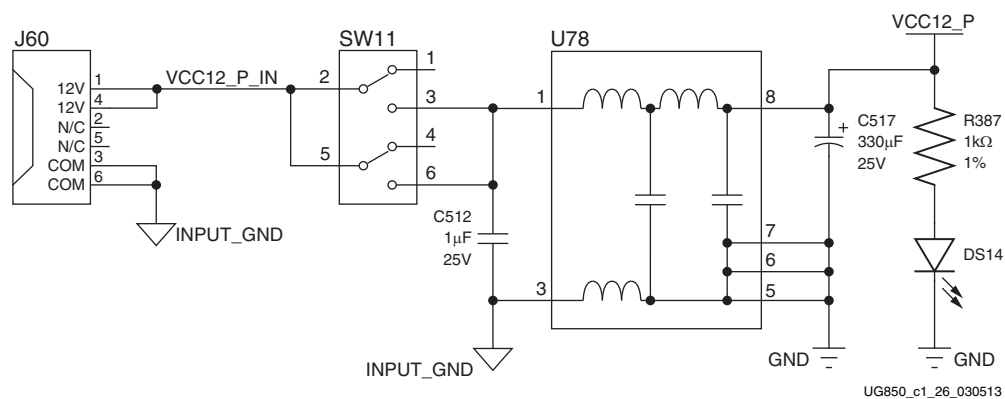 VCC12_P
J60
SW11
U78
12V 1
12V 4
N/C 2
N/C 5
COM 3
COM 6
VCC12_P_IN
INPUT_GND
1
2
3
4
5
6
C512
1μF
25V
INPUT_GND
1
3
8
7
6
5
C517
330μF
25V
+
R387
1kΩ
1%
DS14
GND
GND
UG850_c1_26_030513